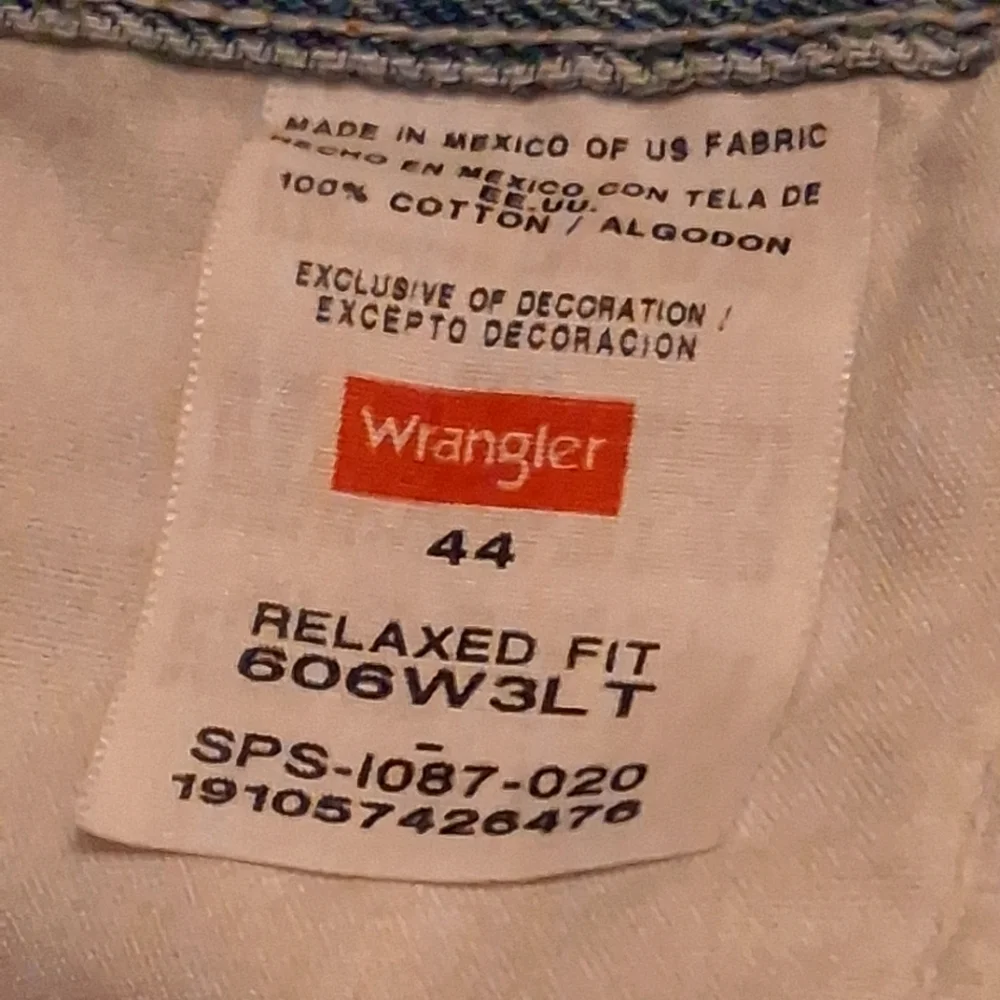 MADE IN MEXICO OF US FABRIC
HECHO EN MEXICO CON TELA DE
EE.UU.
100% COTTON / ALGODON
EXCLUSIVE OF DECORATION /
EXCEPTO DECORACION
Wrangler
44
RELAXED FIT
606W3LT
SPS-1087-020
191057426476